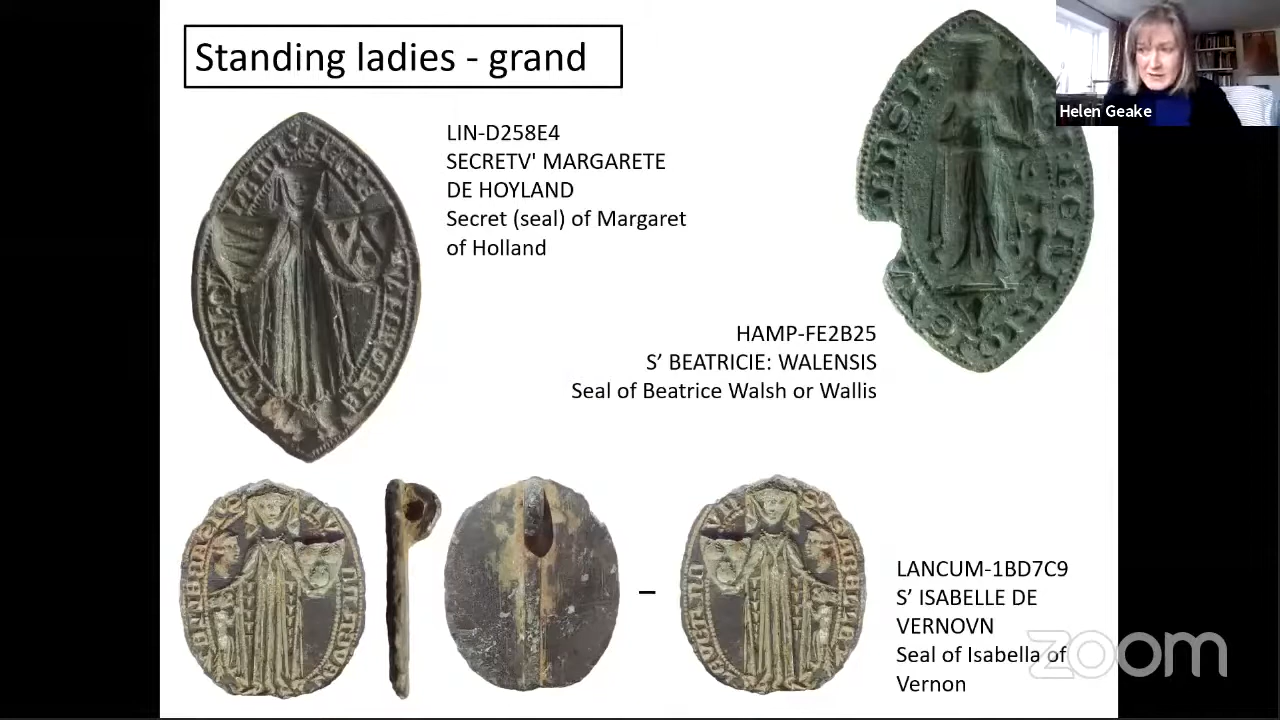 Standing ladies - grand
Helen Geake
LIN-D258E4
SECRETV' MARGARETE
DE HOYLAND
Secret (seal) of Margaret
of Holland
HAMP-FE2B25
S’ BEATRICIE: WALENSIS
Seal of Beatrice Walsh or Wallis
LANCUM-1BD7C9
S’ ISABELLE DE
VERNOVN
Seal of Isabella of
Vernon
zoom